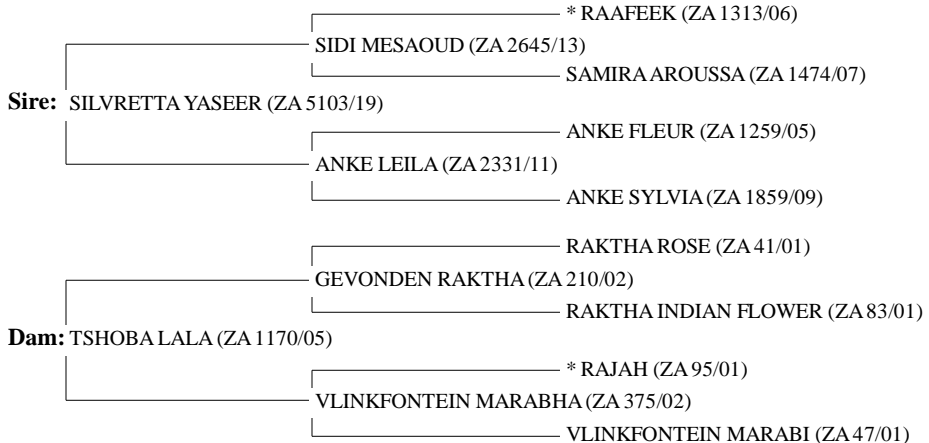 * RAAFEEK (ZA 1313/06)
SIDI MESAOUD (ZA 2645/13)
SAMIRA AROUSSA (ZA 1474/07)
Sire: SILVRETTA YASEER (ZA 5103/19)
ANKE FLEUR (ZA 1259/05)
ANKE LEILA (ZA 2331/11)
ANKE SYLVIA (ZA 1859/09)
RAKTHA ROSE (ZA 41/01)
GEVONDEN RAKTHA (ZA 210/02)
RAKTHA INDIAN FLOWER (ZA 83/01)
Dam: TSHOBA LALA (ZA 1170/05)
* RAJAH (ZA 95/01)
VLINKFONTEIN MARABHA (ZA 375/02)
VLINKFONTEIN MARABI (ZA 47/01)